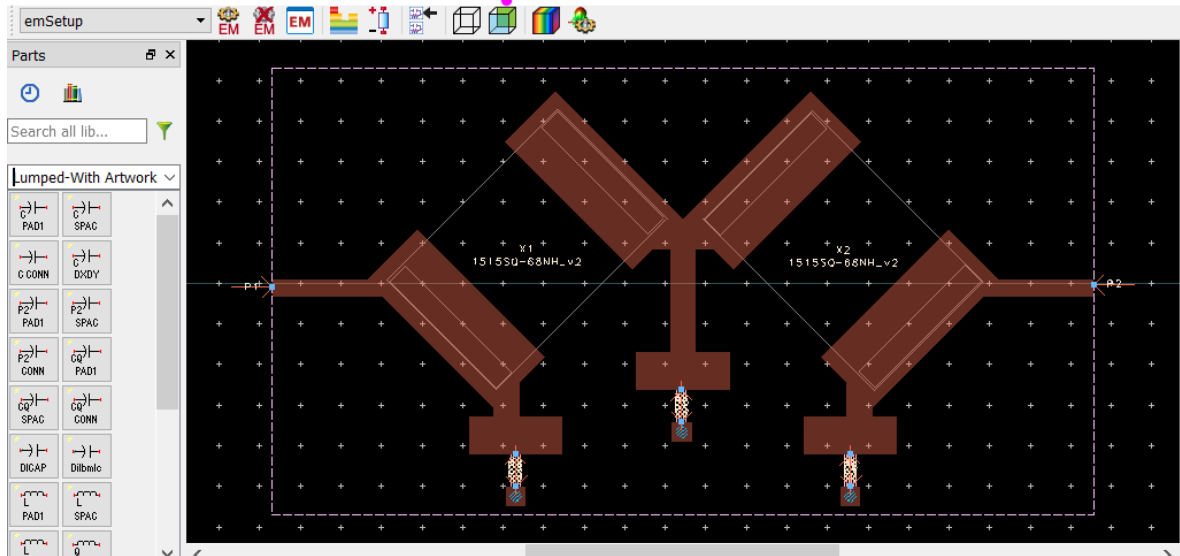 emSetup
EM
EM
EM
Parts
Search all lib...
Lumped-With Artwork
C
PAD1
C
SPAC
C CONN
C
DXDY
P2
PAD1
P2
SPAC
P2
CONN
CQ
PAD1
CQ
SPAC
CQ
CONN
DICAP
Dilbmlc
L
PAD1
L
SPAC
L
Q
X1
1515SQ-68NH_v2
X2
1515SQ-68NH_v2
P1
P2